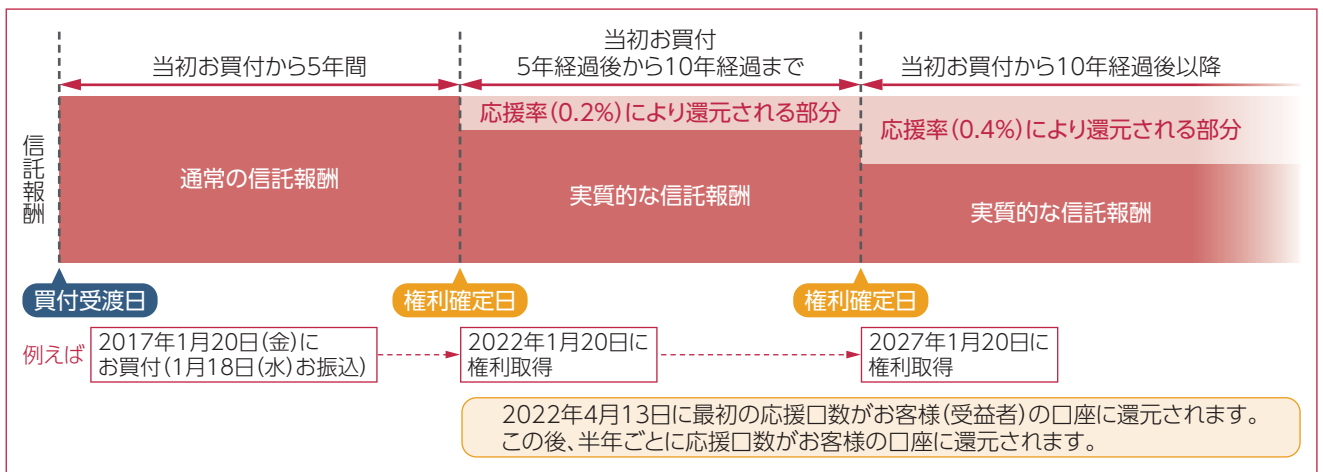 当初お買付から5年間
当初お買付
5年経過後から10年経過まで
当初お買付から10年経過後以降
信託報酬
通常の信託報酬
応援率(0.2%)により還元される部分
実質的な信託報酬
応援率(0.4%)により還元される部分
実質的な信託報酬
買付受渡日
権利確定日
権利確定日
例えば
2017年1月20日(金)に
お買付(1月18日(水)お振込)
2022年1月20日に
権利取得
2027年1月20日に
権利取得
2022年4月13日に最初の応援口数がお客様(受益者)の口座に還元されます。
この後、半年ごとに応援口数がお客様の口座に還元されます。